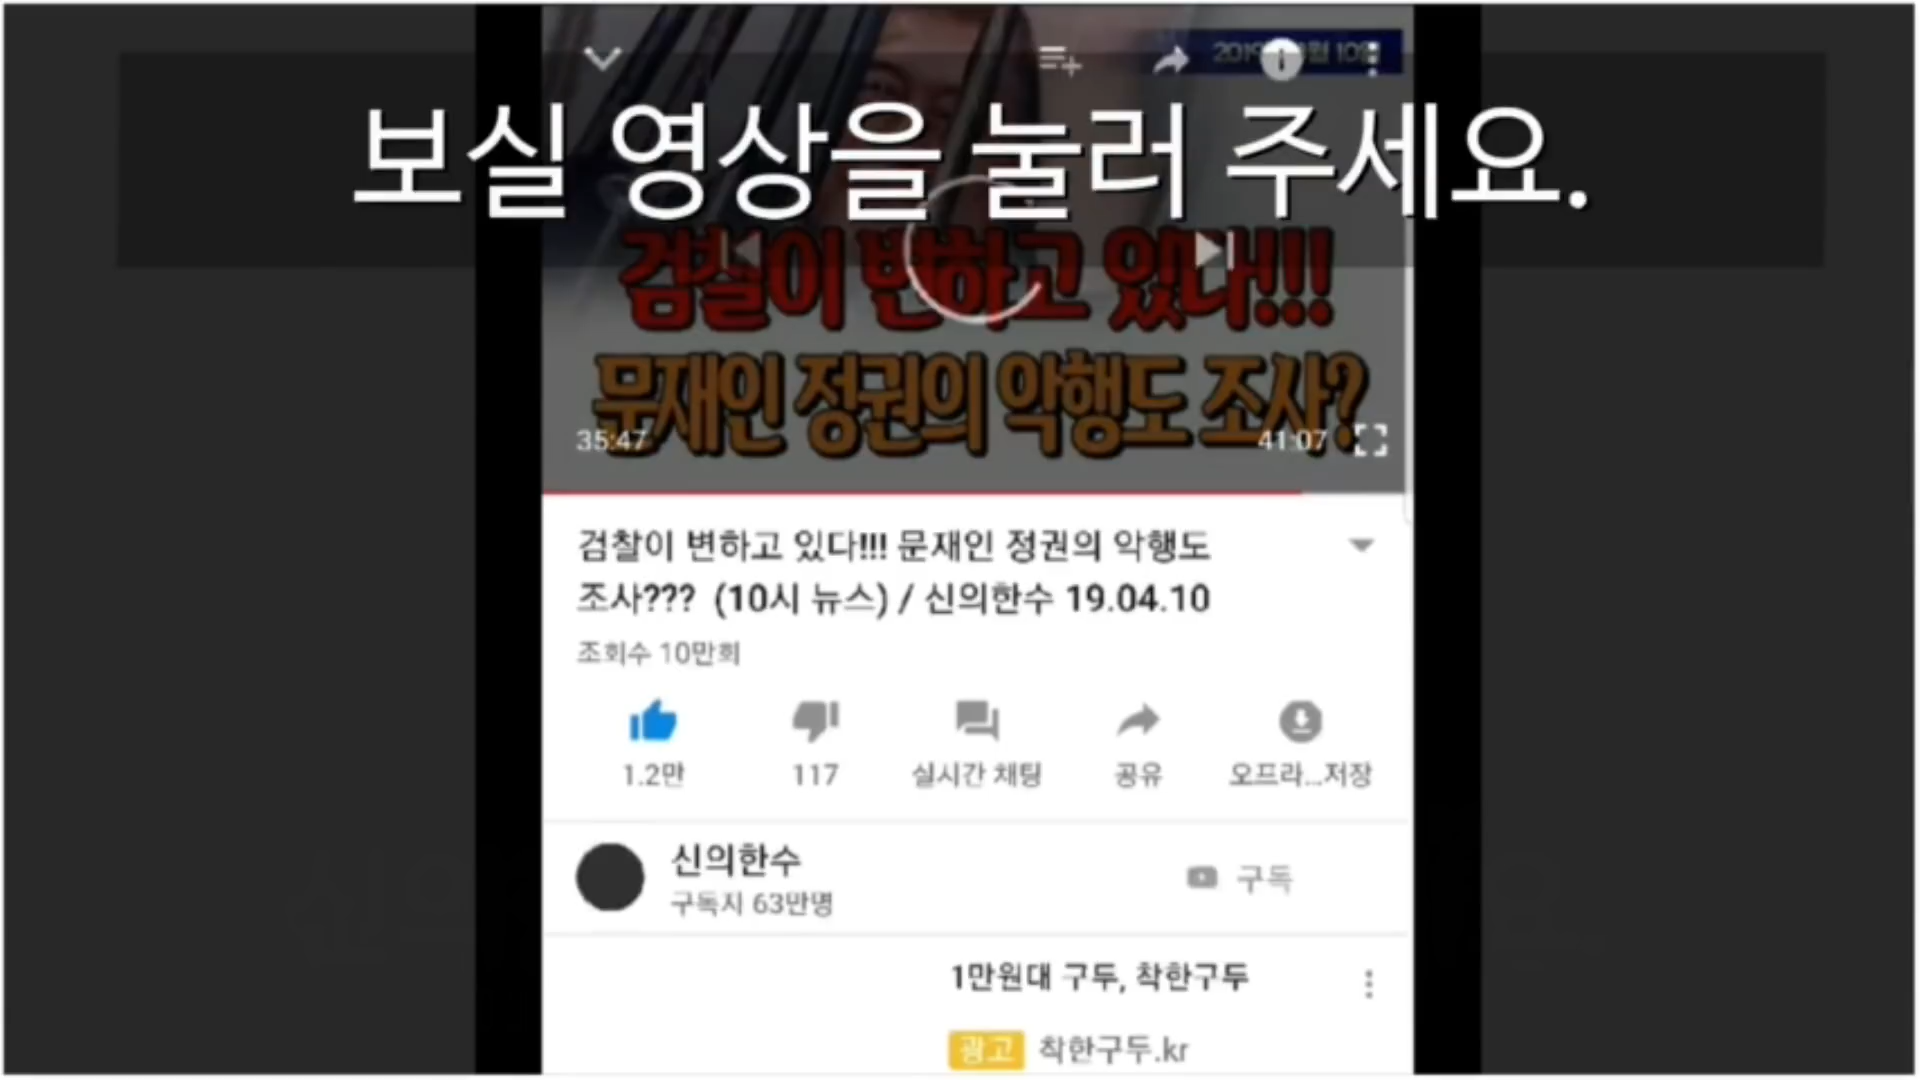 보실 영상을 눌러 주세요.
검찰이 변하고 있다!!!
문재인 정권의 악행도 조사?
35:47
41:07
검찰이 변하고 있다!!! 문재인 정권의 악행도
조사??? (10시 뉴스) / 신의한수 19.04.10
조회수 10만회
1.2만
117
실시간 채팅
공유
오프라...저장
신의한수
구독
구독자 63만명
1만원대 구두, 착한구두
광고 착한구두.kr